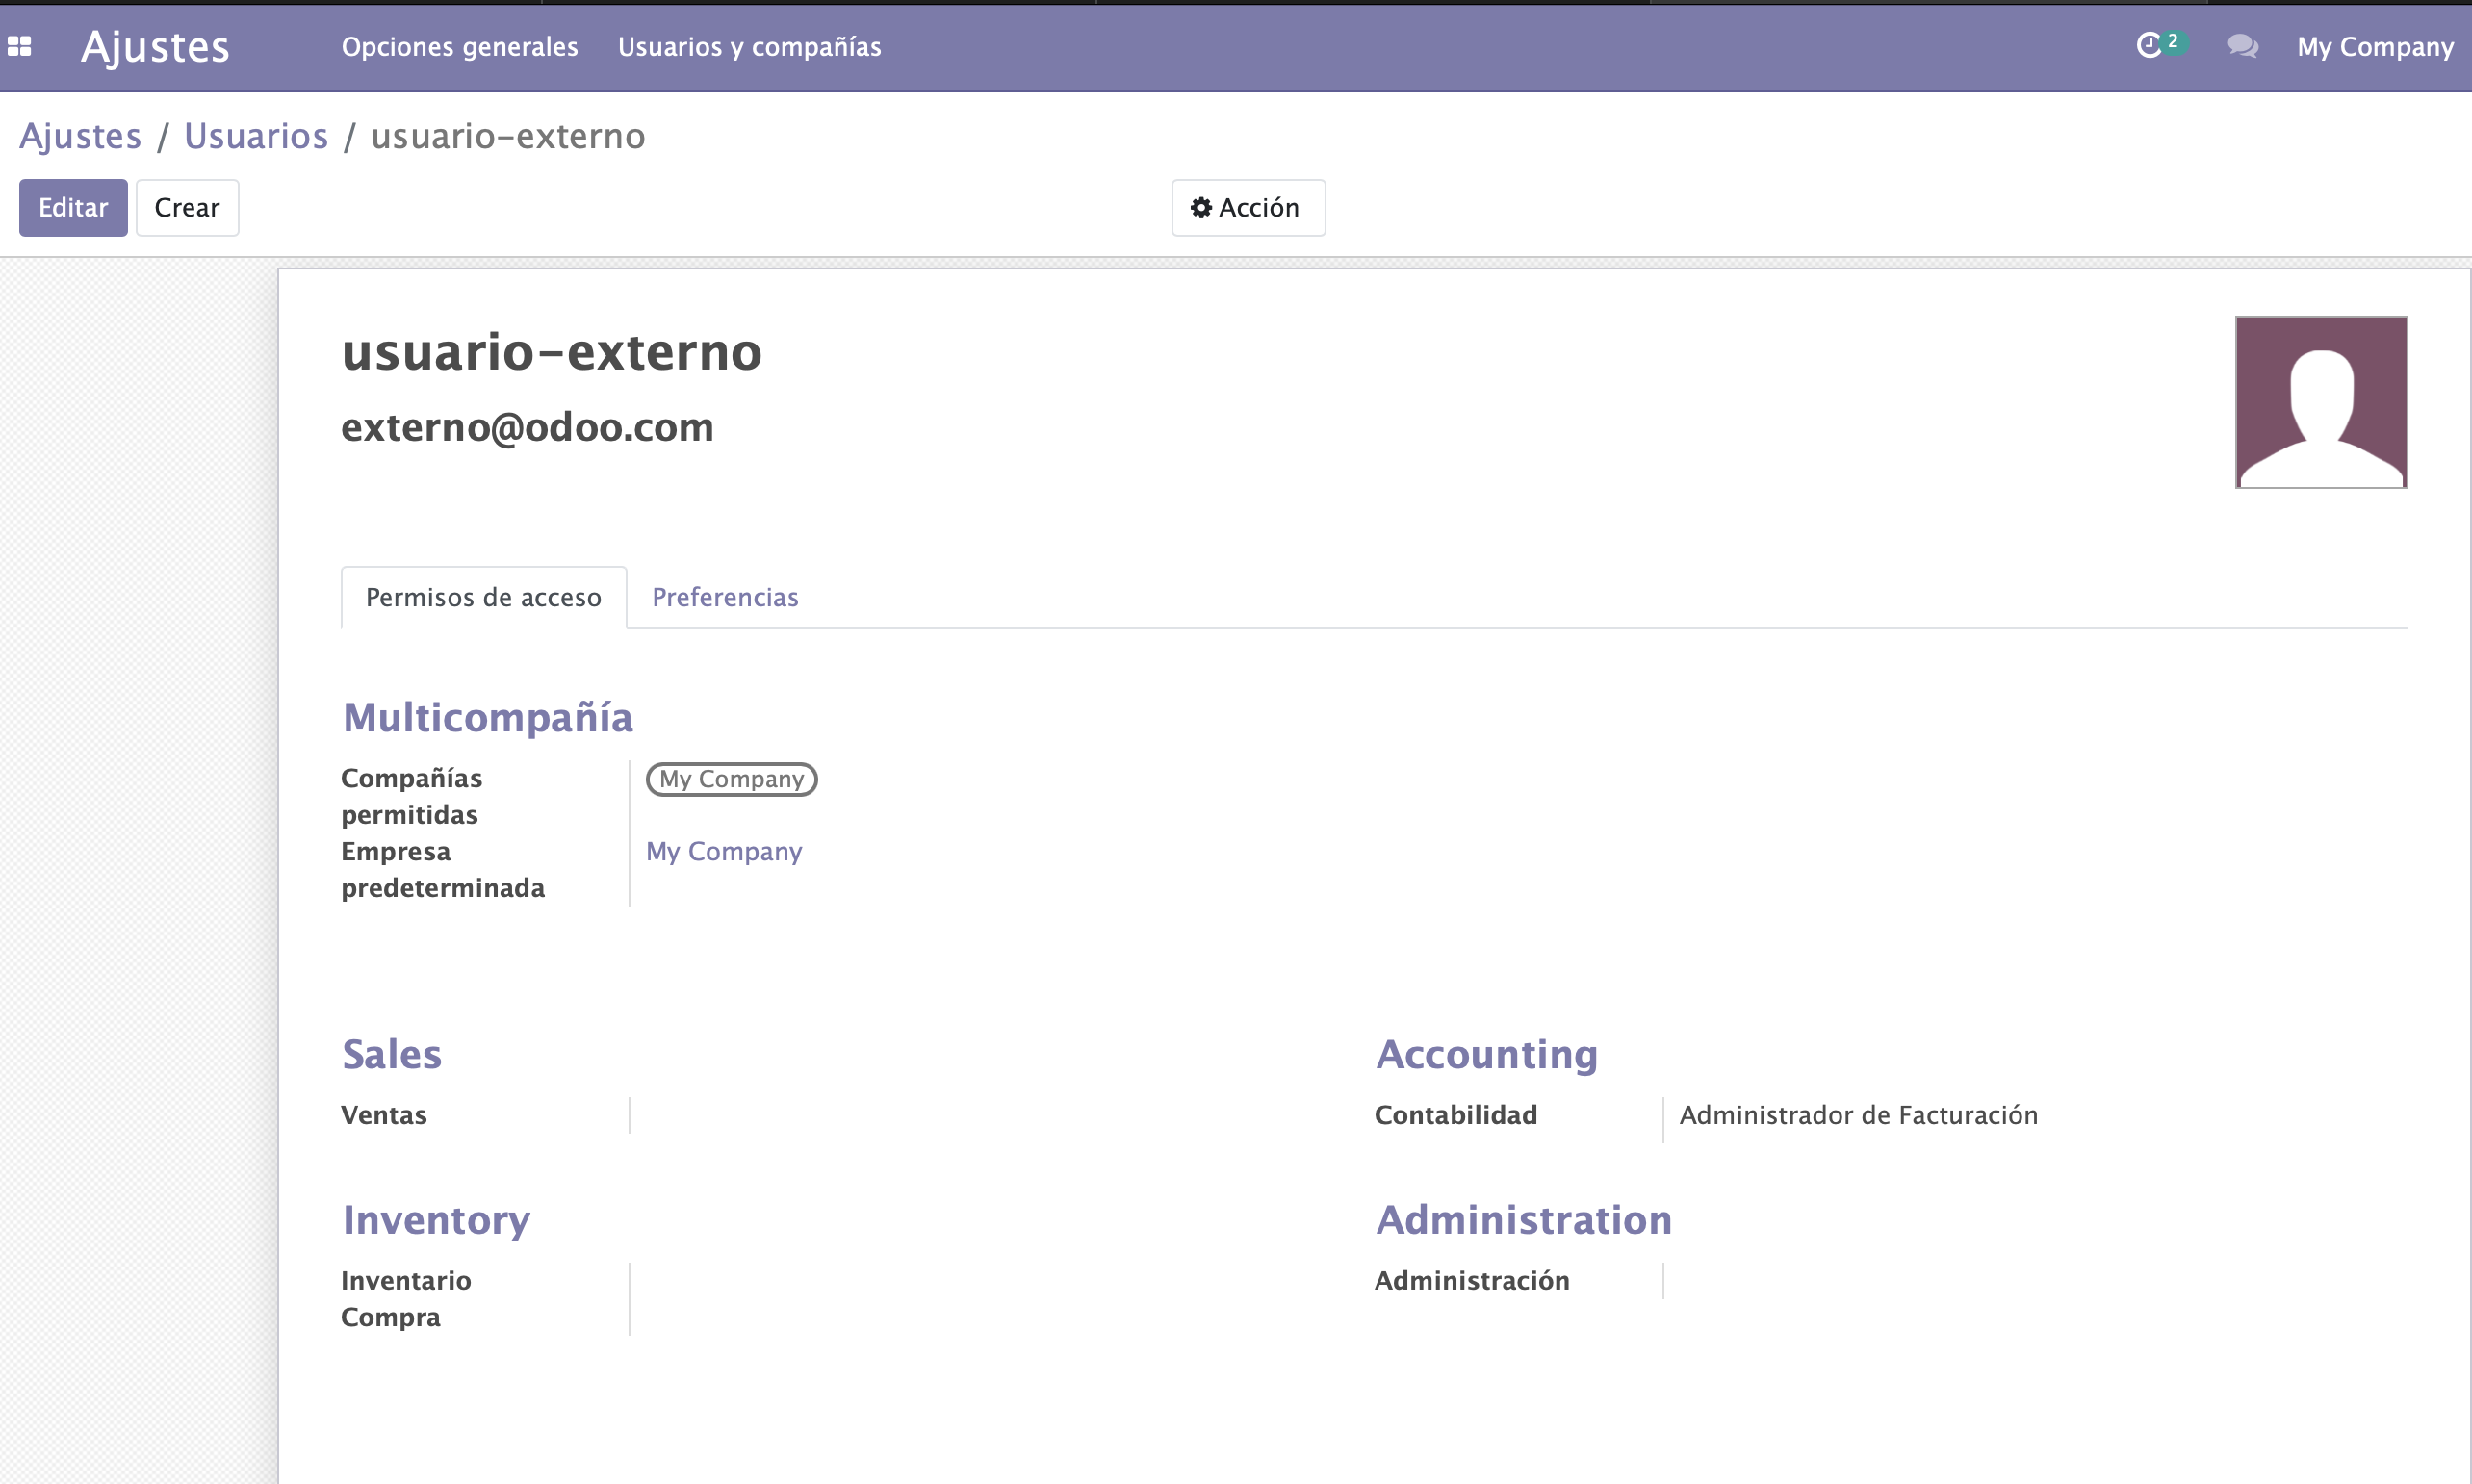 Ajustes Opciones generales Usuarios y compañías 2 My Company
Ajustes / Usuarios / usuario-externo
Editar Crear Acción
usuario-externo
externo@odoo.com
Permisos de acceso Preferencias
Multicompañía
Compañías permitidas My Company
Empresa predeterminada My Company
Sales
Ventas
Accounting
Contabilidad Administrador de Facturación
Inventory
Inventario
Compra
Administration
Administración